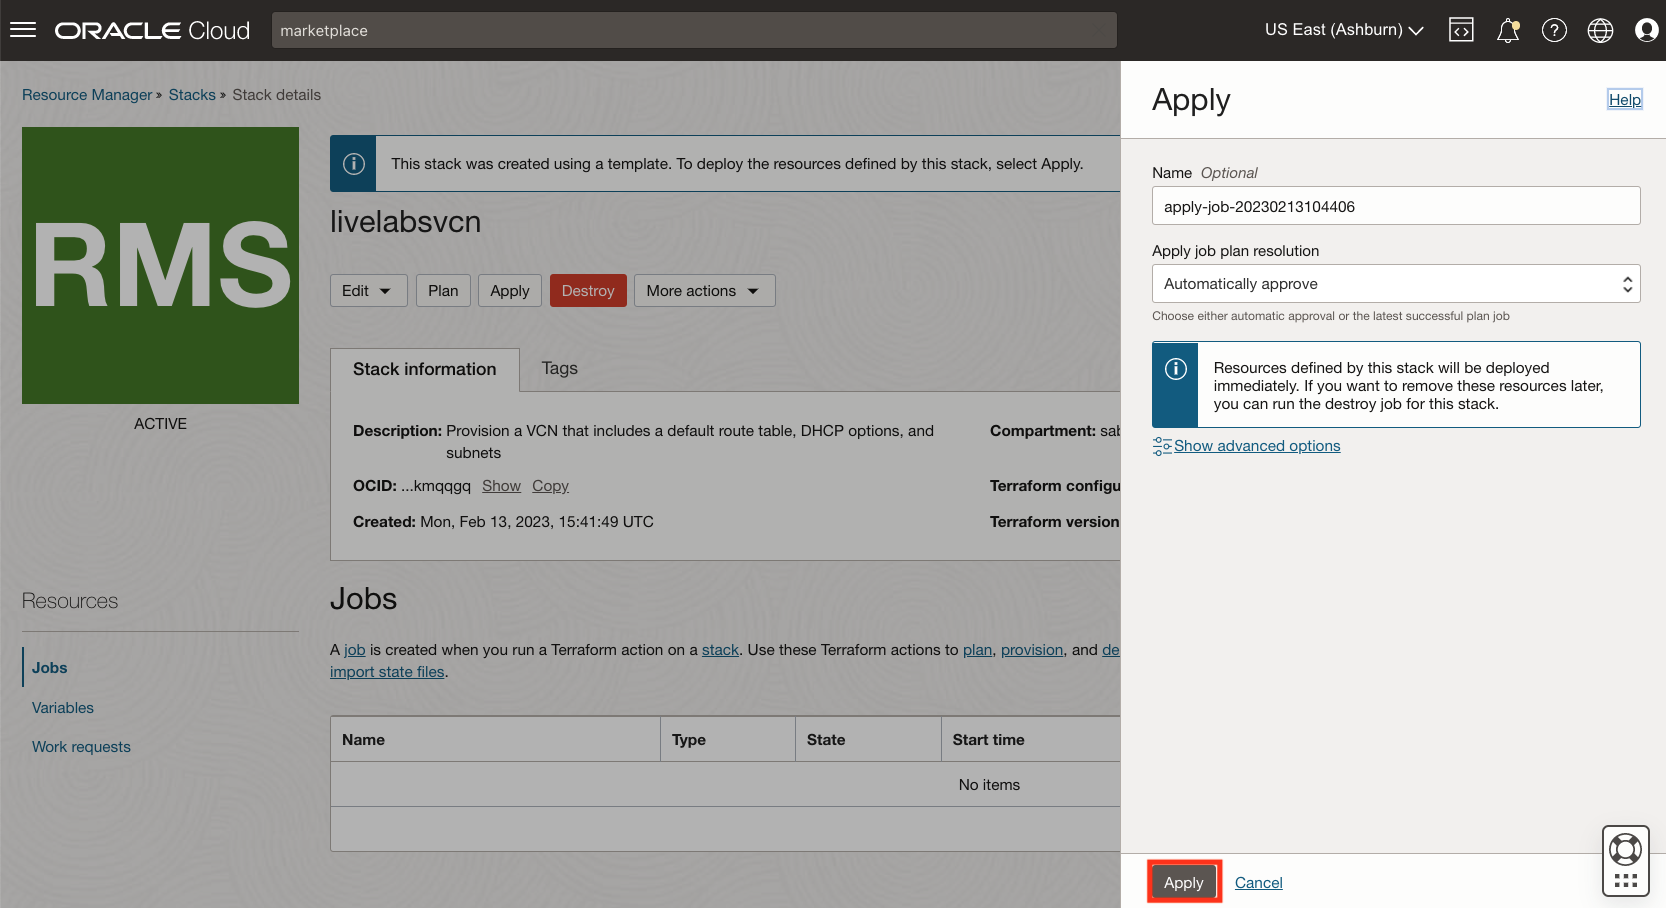 ORACLE Cloud
marketplace
US East (Ashburn)
Resource Manager » Stacks » Stack details
RMS
ACTIVE
This stack was created using a template. To deploy the resources defined by this stack, select Apply.
livelabsvcn
Edit
Plan
Apply
Destroy
More actions
Stack information
Tags
Description: Provision a VCN that includes a default route table, DHCP options, and
subnets
OCID: ...kmqqgq Show Copy
Created: Mon, Feb 13, 2023, 15:41:49 UTC
Compartment: sab
Terraform configu
Terraform version
Resources
Jobs
Variables
Work requests
Jobs
A job is created when you run a Terraform action on a stack. Use these Terraform actions to plan, provision, and de
import state files.
Name Type State Start time
No items
Apply
Help
Name Optional
apply-job-20230213104406
Apply job plan resolution
Automatically approve
Choose either automatic approval or the latest successful plan job
Resources defined by this stack will be deployed
immediately. If you want to remove these resources later,
you can run the destroy job for this stack.
Show advanced options
Apply
Cancel